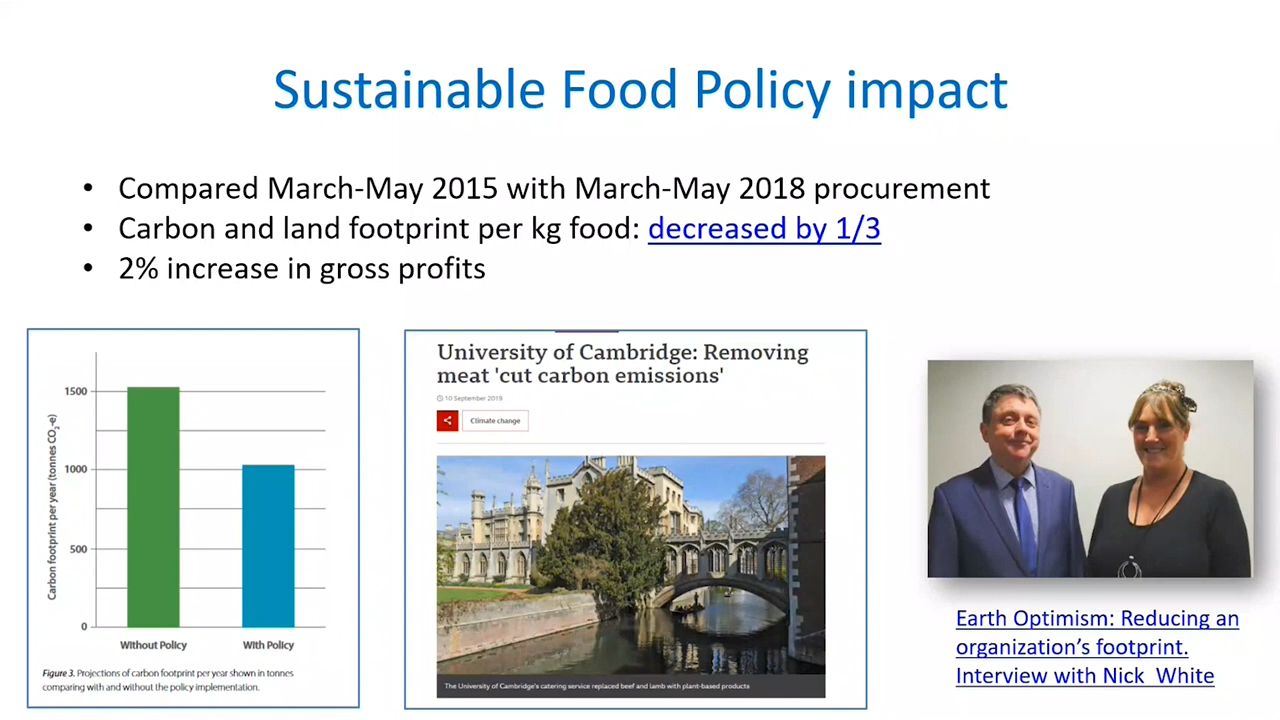 Sustainable Food Policy impact
• Compared March-May 2015 with March-May 2018 procurement
• Carbon and land footprint per kg food: decreased by 1/3
• 2% increase in gross profits
Carbon footprint per year (tonnes CO2-e)
1500
1000
500
0
Without Policy
With Policy
Figure 3. Projections of carbon footprint per year shown in tonnes
comparing with and without the policy implementation.
University of Cambridge: Removing
meat 'cut carbon emissions'
10 September 2019
Climate change
The University of Cambridge's catering service replaced beef and lamb with plant-based products
Earth Optimism: Reducing an
organization's footprint.
Interview with Nick White